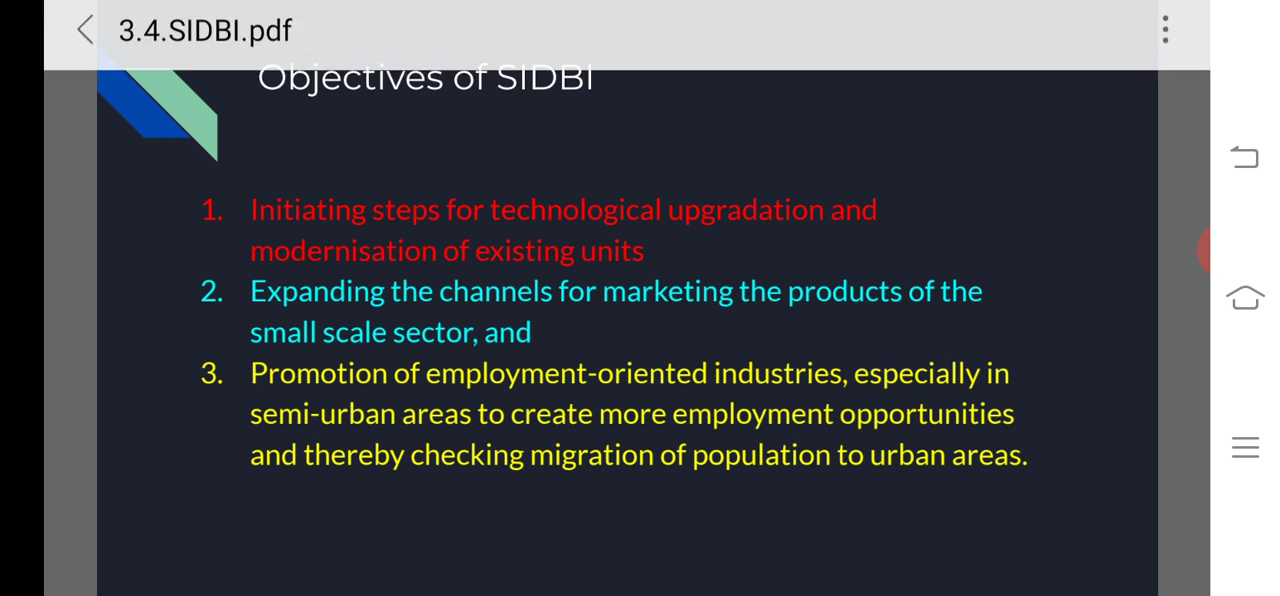 3.4.SIDBI.pdf
Objectives of SIDBI
1. Initiating steps for technological upgradation and
modernisation of existing units
2. Expanding the channels for marketing the products of the
small scale sector, and
3. Promotion of employment-oriented industries, especially in
semi-urban areas to create more employment opportunities
and thereby checking migration of population to urban areas.